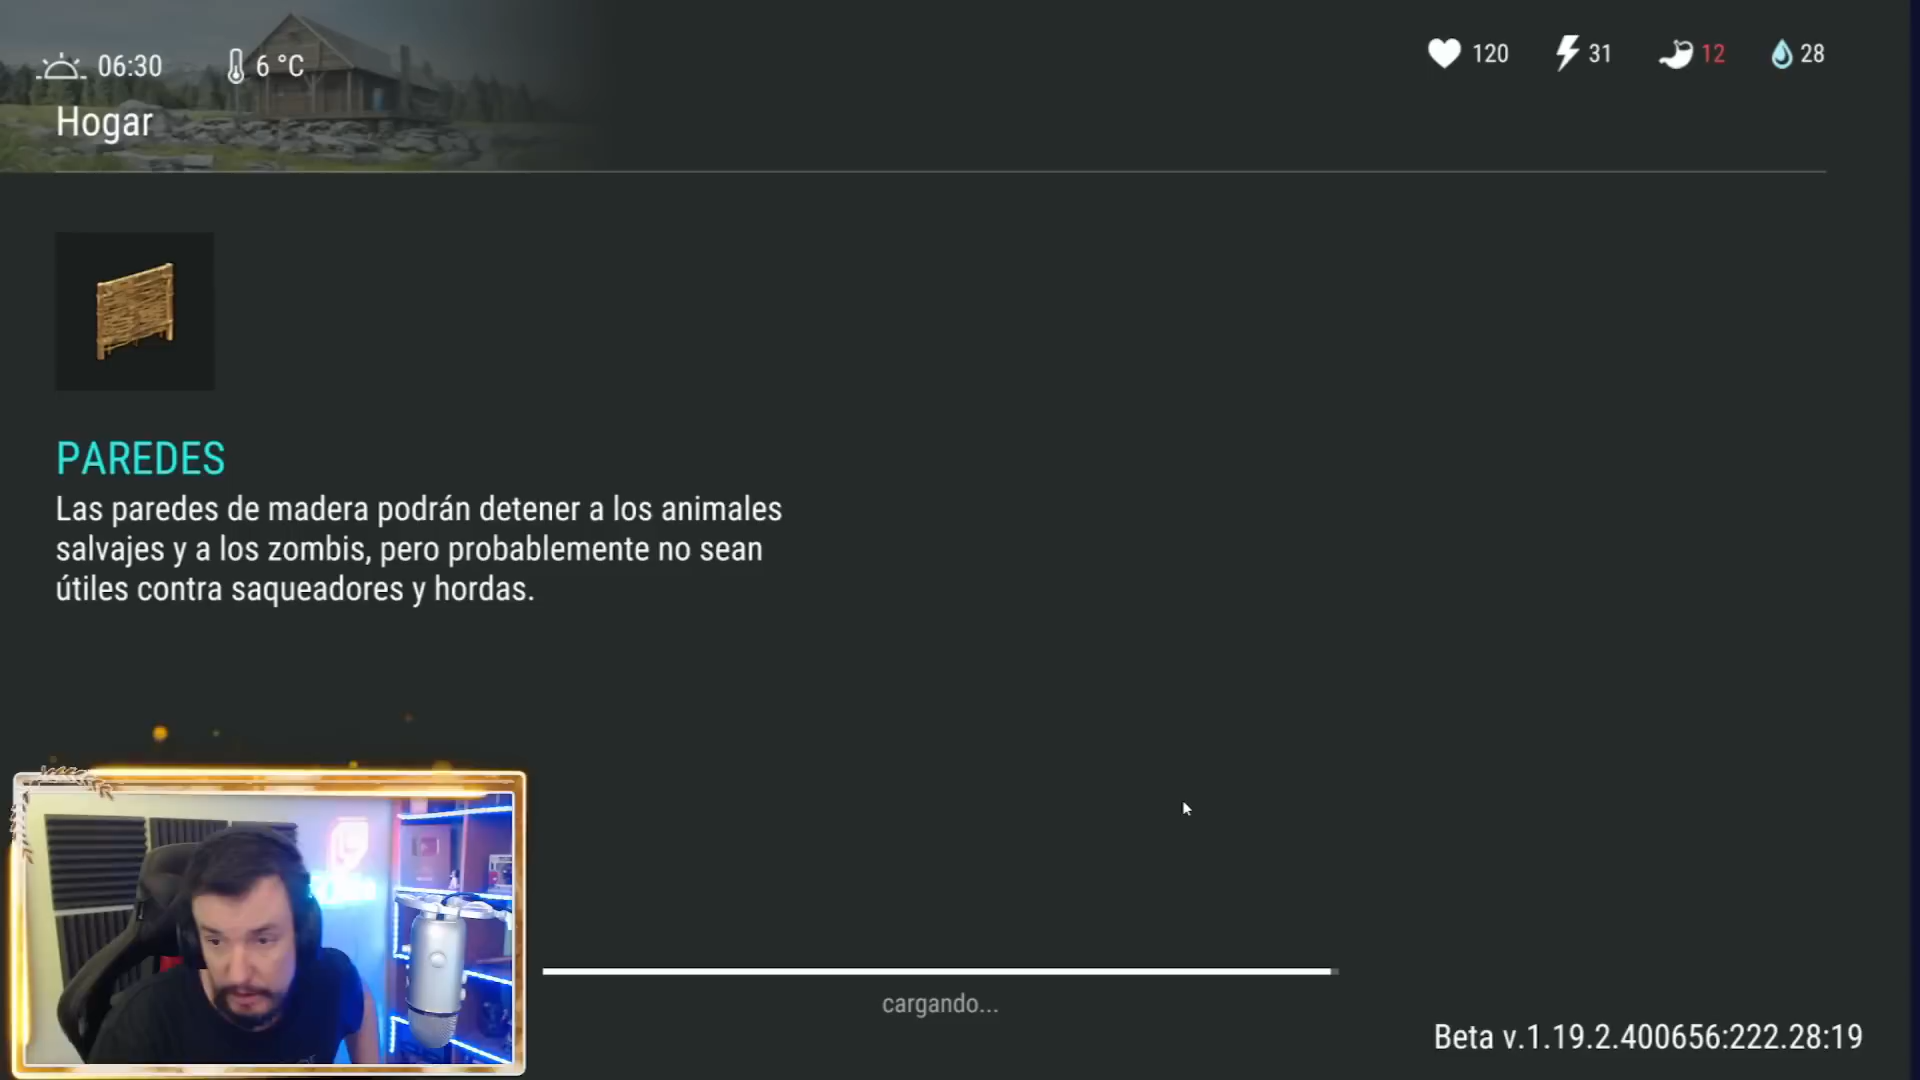 06:30
6 °C
120
31
12
28
Hogar
PAREDES
Las paredes de madera podrán detener a los animales
salvajes y a los zombis, pero probablemente no sean
útiles contra saqueadores y hordas.
cargando...
Beta v.1.19.2.400656:222.28:19